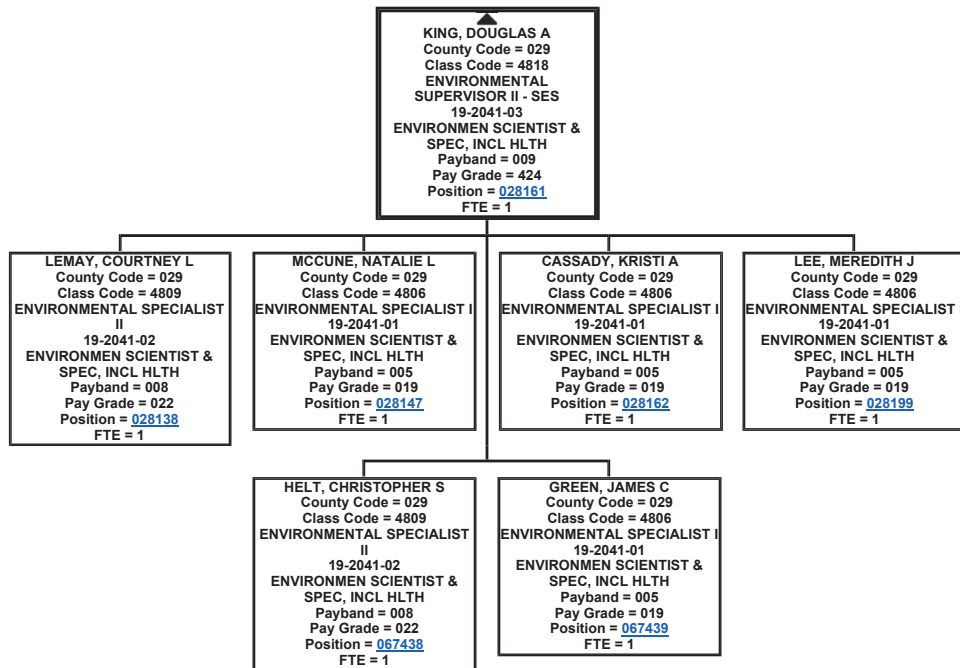 KING, DOUGLAS A
County Code = 029
Class Code = 4818
ENVIRONMENTAL
SUPERVISOR II - SES
19-2041-03
ENVIRONMEN SCIENTIST &
SPEC, INCL HLTH
Payband = 009
Pay Grade = 424
Position = 028161
FTE = 1
LEMAY, COURTNEY L
County Code = 029
Class Code = 4809
ENVIRONMENTAL SPECIALIST
II
19-2041-02
ENVIRONMEN SCIENTIST &
SPEC, INCL HLTH
Payband = 008
Pay Grade = 022
Position = 028138
FTE = 1
MCCUNE, NATALIE L
County Code = 029
Class Code = 4806
ENVIRONMENTAL SPECIALIST I
19-2041-01
ENVIRONMEN SCIENTIST &
SPEC, INCL HLTH
Payband = 005
Pay Grade = 019
Position = 028147
FTE = 1
CASSADY, KRISTI A
County Code = 029
Class Code = 4806
ENVIRONMENTAL SPECIALIST I
19-2041-01
ENVIRONMEN SCIENTIST &
SPEC, INCL HLTH
Payband = 005
Pay Grade = 019
Position = 028162
FTE = 1
LEE, MEREDITH J
County Code = 029
Class Code = 4806
ENVIRONMENTAL SPECIALIST I
19-2041-01
ENVIRONMEN SCIENTIST &
SPEC, INCL HLTH
Payband = 005
Pay Grade = 019
Position = 028199
FTE = 1
HELT, CHRISTOPHER S
County Code = 029
Class Code = 4809
ENVIRONMENTAL SPECIALIST
II
19-2041-02
ENVIRONMEN SCIENTIST &
SPEC, INCL HLTH
Payband = 008
Pay Grade = 022
Position = 067438
FTE = 1
GREEN, JAMES C
County Code = 029
Class Code = 4806
ENVIRONMENTAL SPECIALIST I
19-2041-01
ENVIRONMEN SCIENTIST &
SPEC, INCL HLTH
Payband = 005
Pay Grade = 019
Position = 067439
FTE = 1